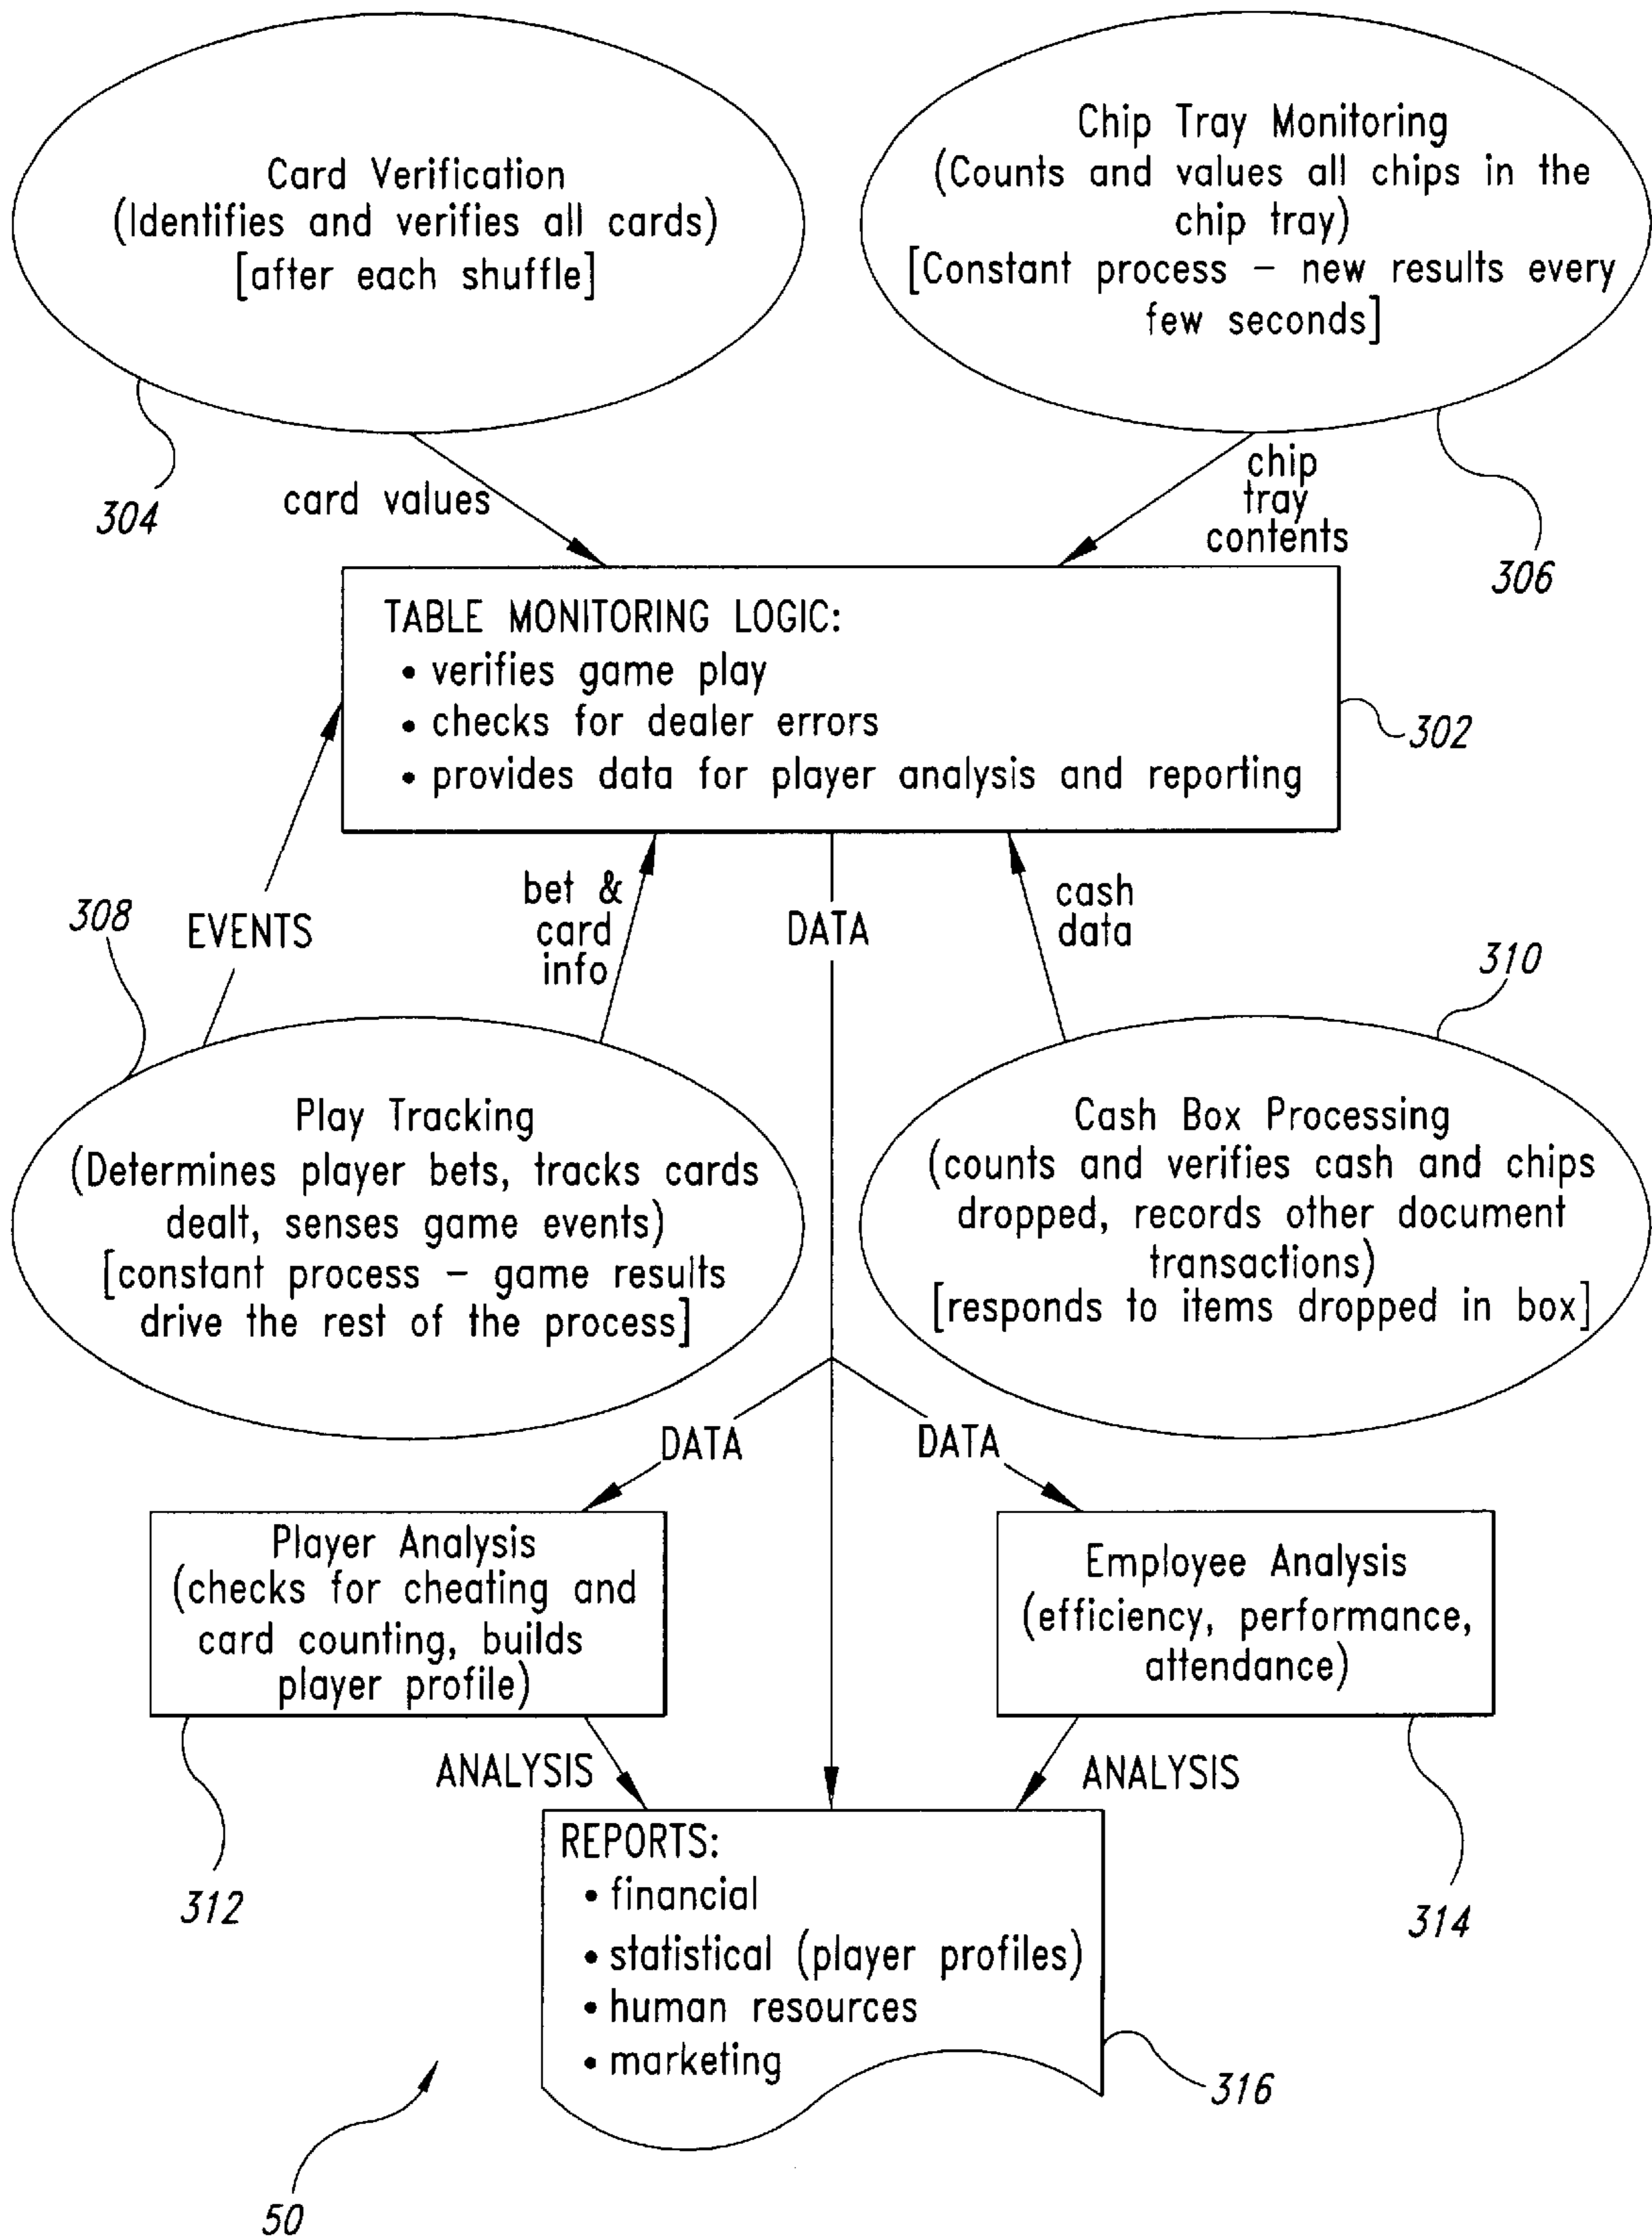 Card Verification
(Identifies and verifies all cards)
[after each shuffle]
304
card values
Chip Tray Monitoring
(Counts and values all chips in the
chip tray)
[Constant process – new results every
few seconds]
306
chip
tray
contents
TABLE MONITORING LOGIC:
• verifies game play
• checks for dealer errors
• provides data for player analysis and reporting
302
308
EVENTS
bet &
card
info
DATA
cash
data
310
Play Tracking
(Determines player bets, tracks cards
dealt, senses game events)
[constant process – game results
drive the rest of the process]
Cash Box Processing
(counts and verifies cash and chips
dropped, records other document
transactions)
[responds to items dropped in box]
DATA
DATA
Player Analysis
(checks for cheating and
card counting, builds
player profile)
312
Employee Analysis
(efficiency, performance,
attendance)
314
ANALYSIS
ANALYSIS
REPORTS:
• financial
• statistical (player profiles)
• human resources
• marketing
316
50